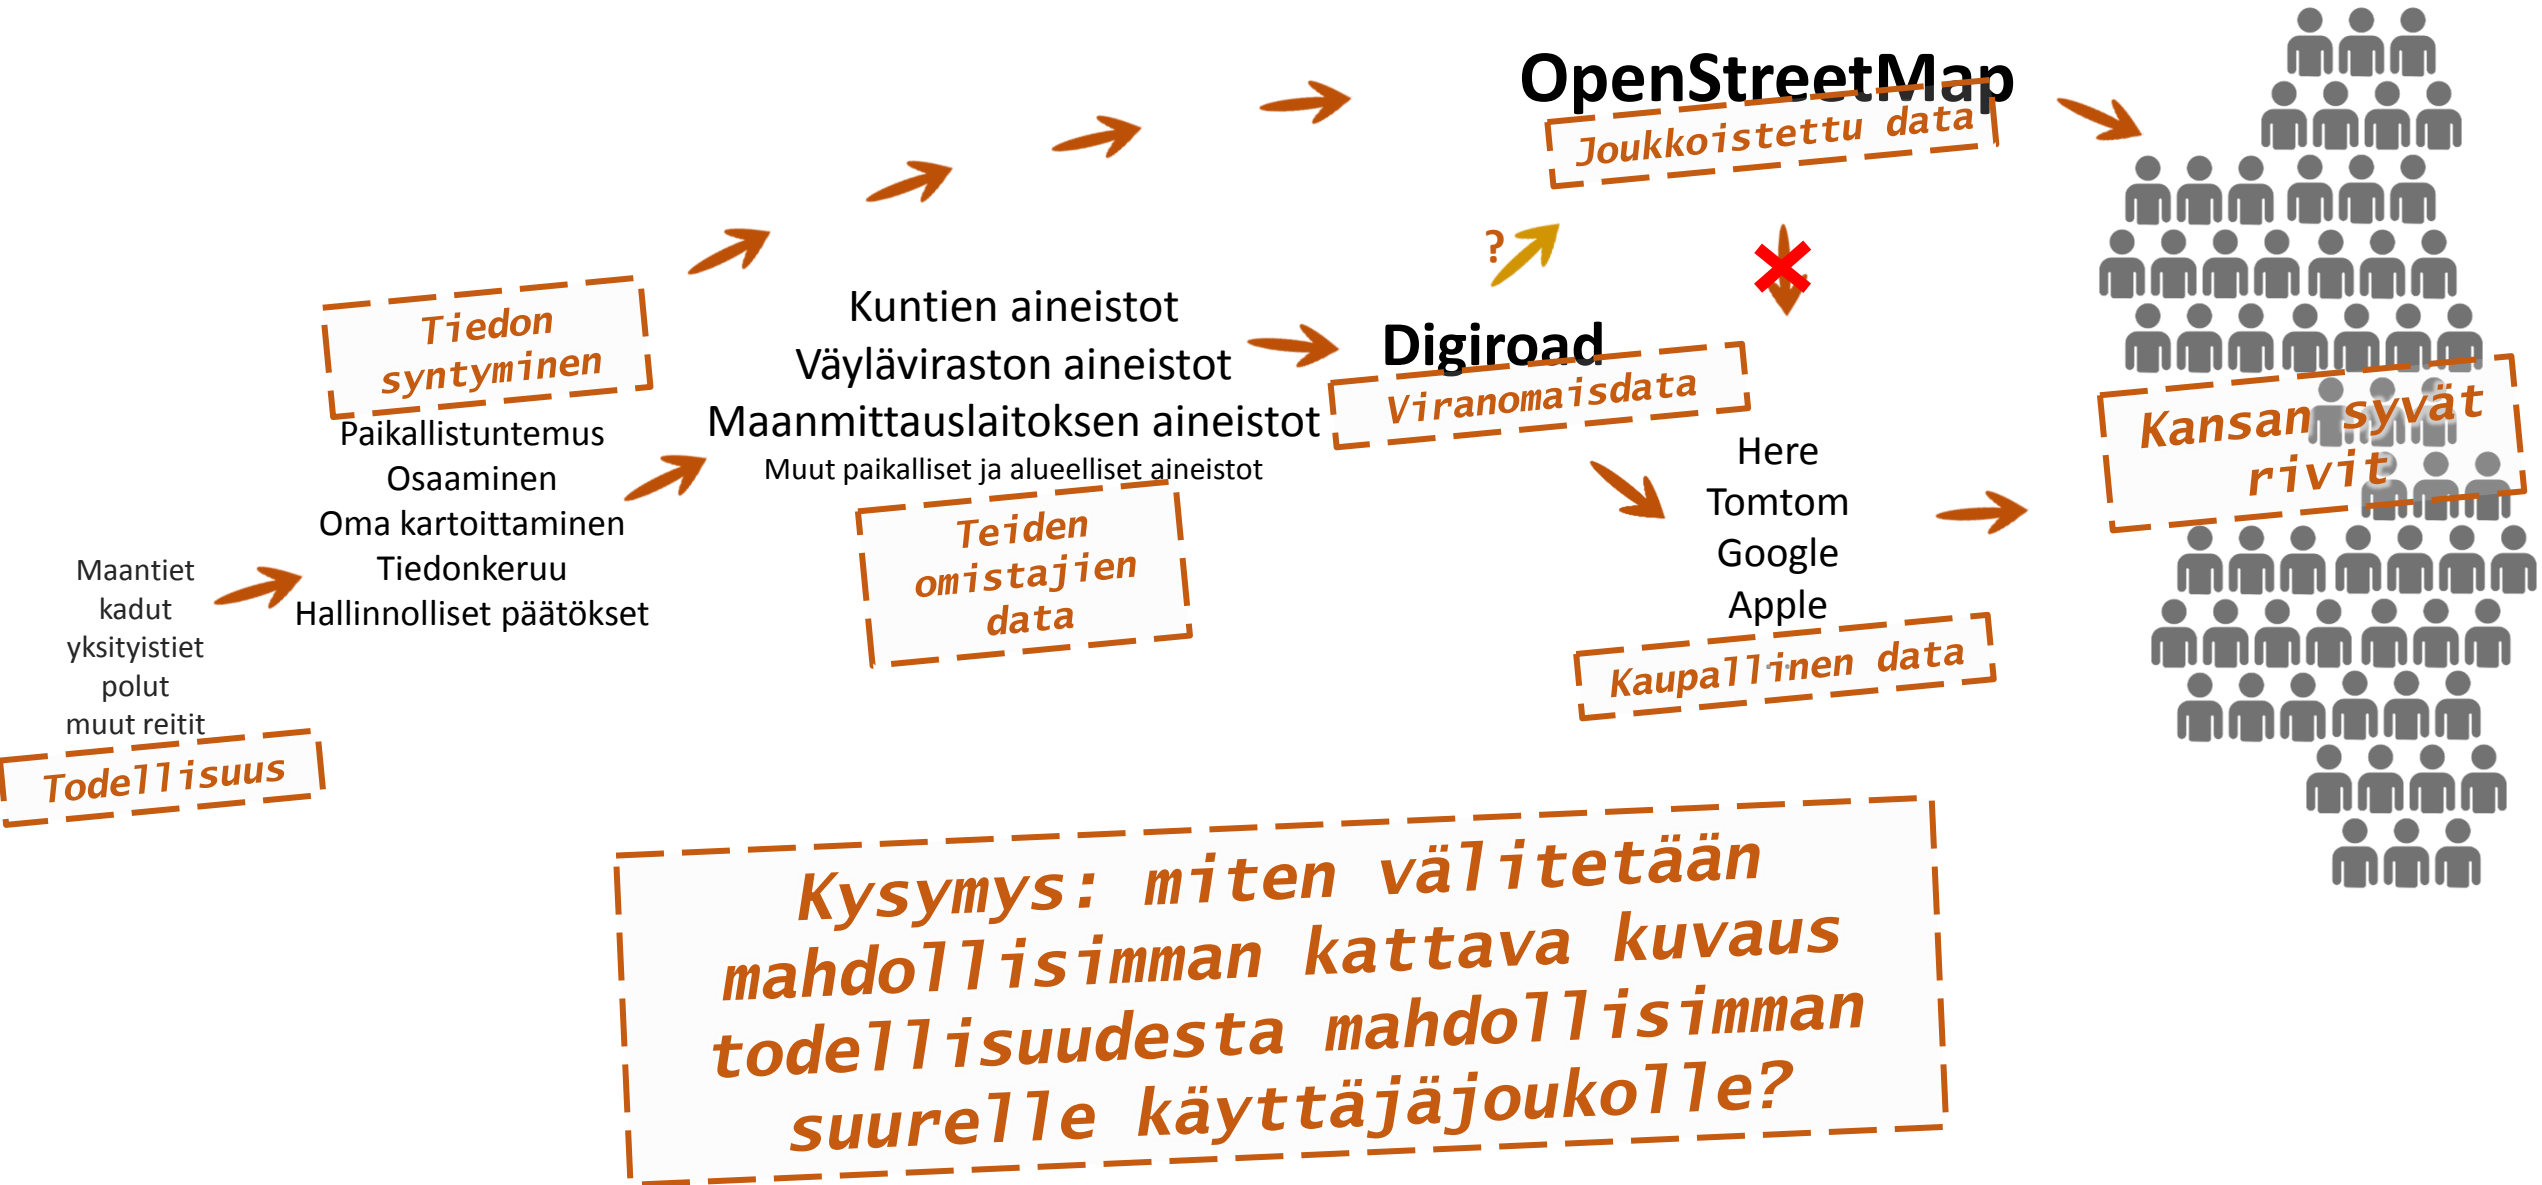 OpenStreetMap
Joukkoistettu data
?
Tiedon
syntyminen
Paikallistuntemus
Osaaminen
Oma kartoittaminen
Tiedonkeruu
Hallinnolliset päätökset
Maantiet
kadut
yksityistiet
polut
muut reitit
Todellisuus
Kuntien aineistot
Väyläviraston aineistot
Maanmittauslaitoksen aineistot
Muut paikalliset ja alueelliset aineistot
Teiden
omistajien
data
Digiroad
Viranomaisdata
Here
Tomtom
Google
Apple
Kaupallinen data
Kansan syvät
rivit
Kysymys: miten välitetään
mahdollisimman kattava kuvaus
todellisuudesta mahdollisimman
suurelle käyttäjäjoukolle?